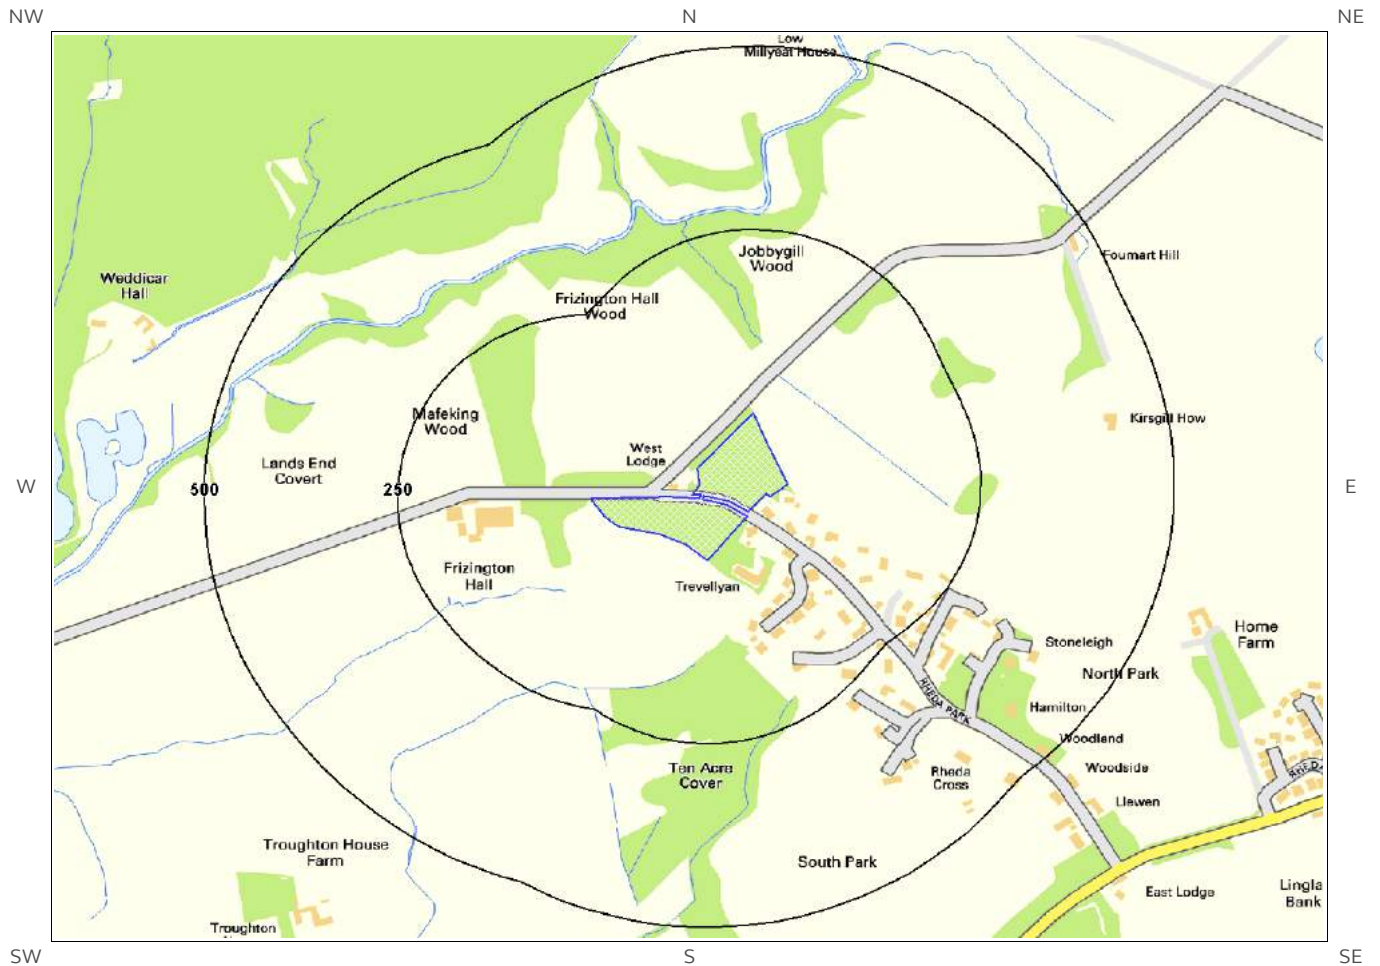 NW
N
NE
Low
Millyeat House
Jobbygill
Wood
Foumart Hill
Weddicar
Hall
Frizington Hall
Wood
Mafeking
Wood
Kirsgill How
West
Lodge
Lands End
Covert
W
500
250
E
Frizington
Hall
Trevellyan
Home
Farm
Stoneleigh
North Park
RHEDA PARK
Hamilton
Woodland
Ten Acre
Cover
Rheda
Cross
Woodside
Llewen
Troughton House
Farm
South Park
East Lodge
Lingla
Bank
Troughton
SW
S
SE